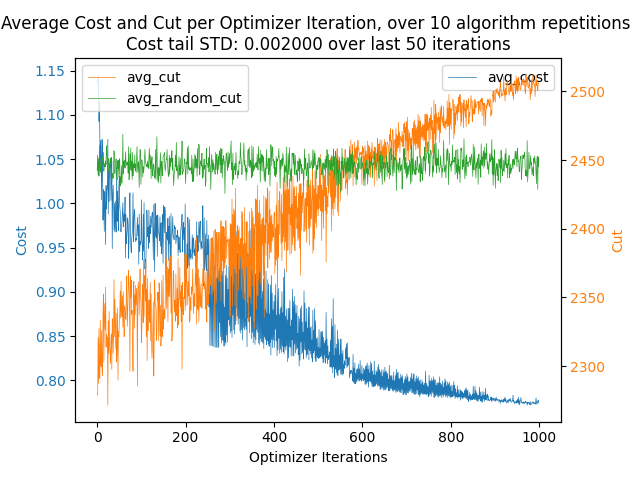 Average Cost and Cut per Optimizer Iteration, over 10 algorithm repetitions
Cost tail STD: 0.002000 over last 50 iterations
avg_cut
avg_random_cut
avg_cost
1.15
1.10
1.05
1.00
0.95
0.90
0.85
0.80
Cost
2500
2450
2400
2350
2300
Cut
0 200 400 600 800 1000
Optimizer Iterations